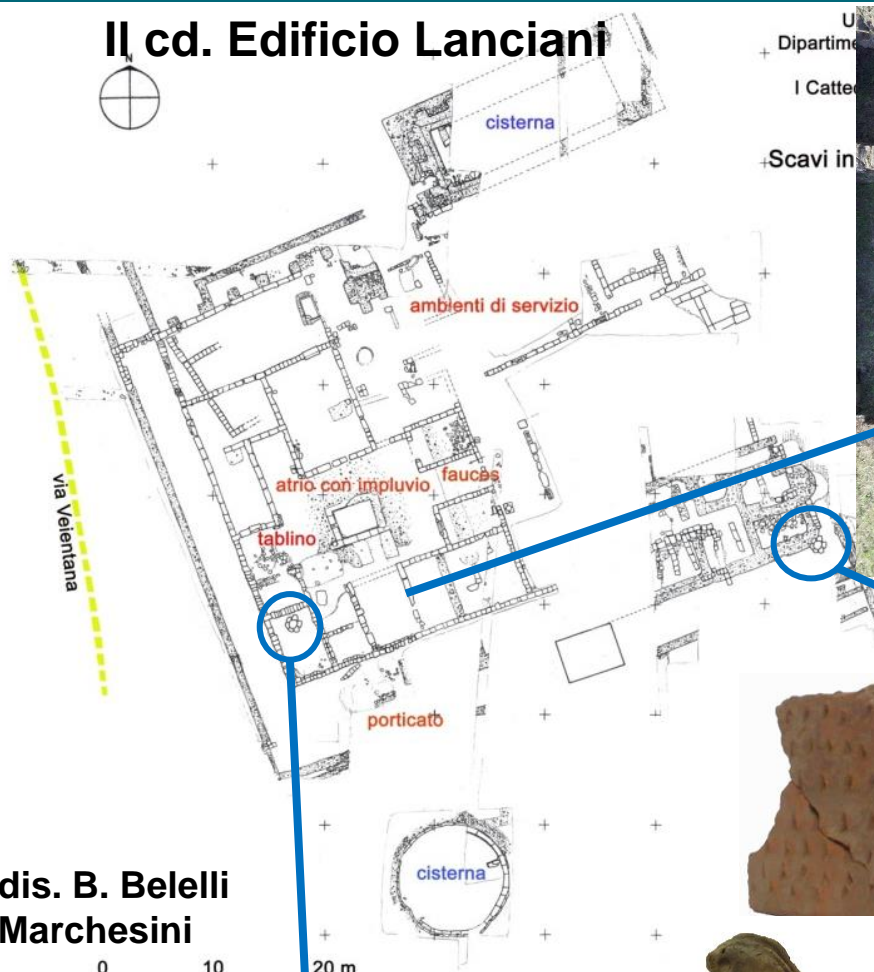 Il cd. Edificio Lanciani
N
U
Dipartime
I Catte
Scavi in
cisterna
ambienti di servizio
atrio con impluvio
fauces
tablino
via Veientana
porticato
cisterna
dis. B. Belelli
Marchesini
0 10 20 m